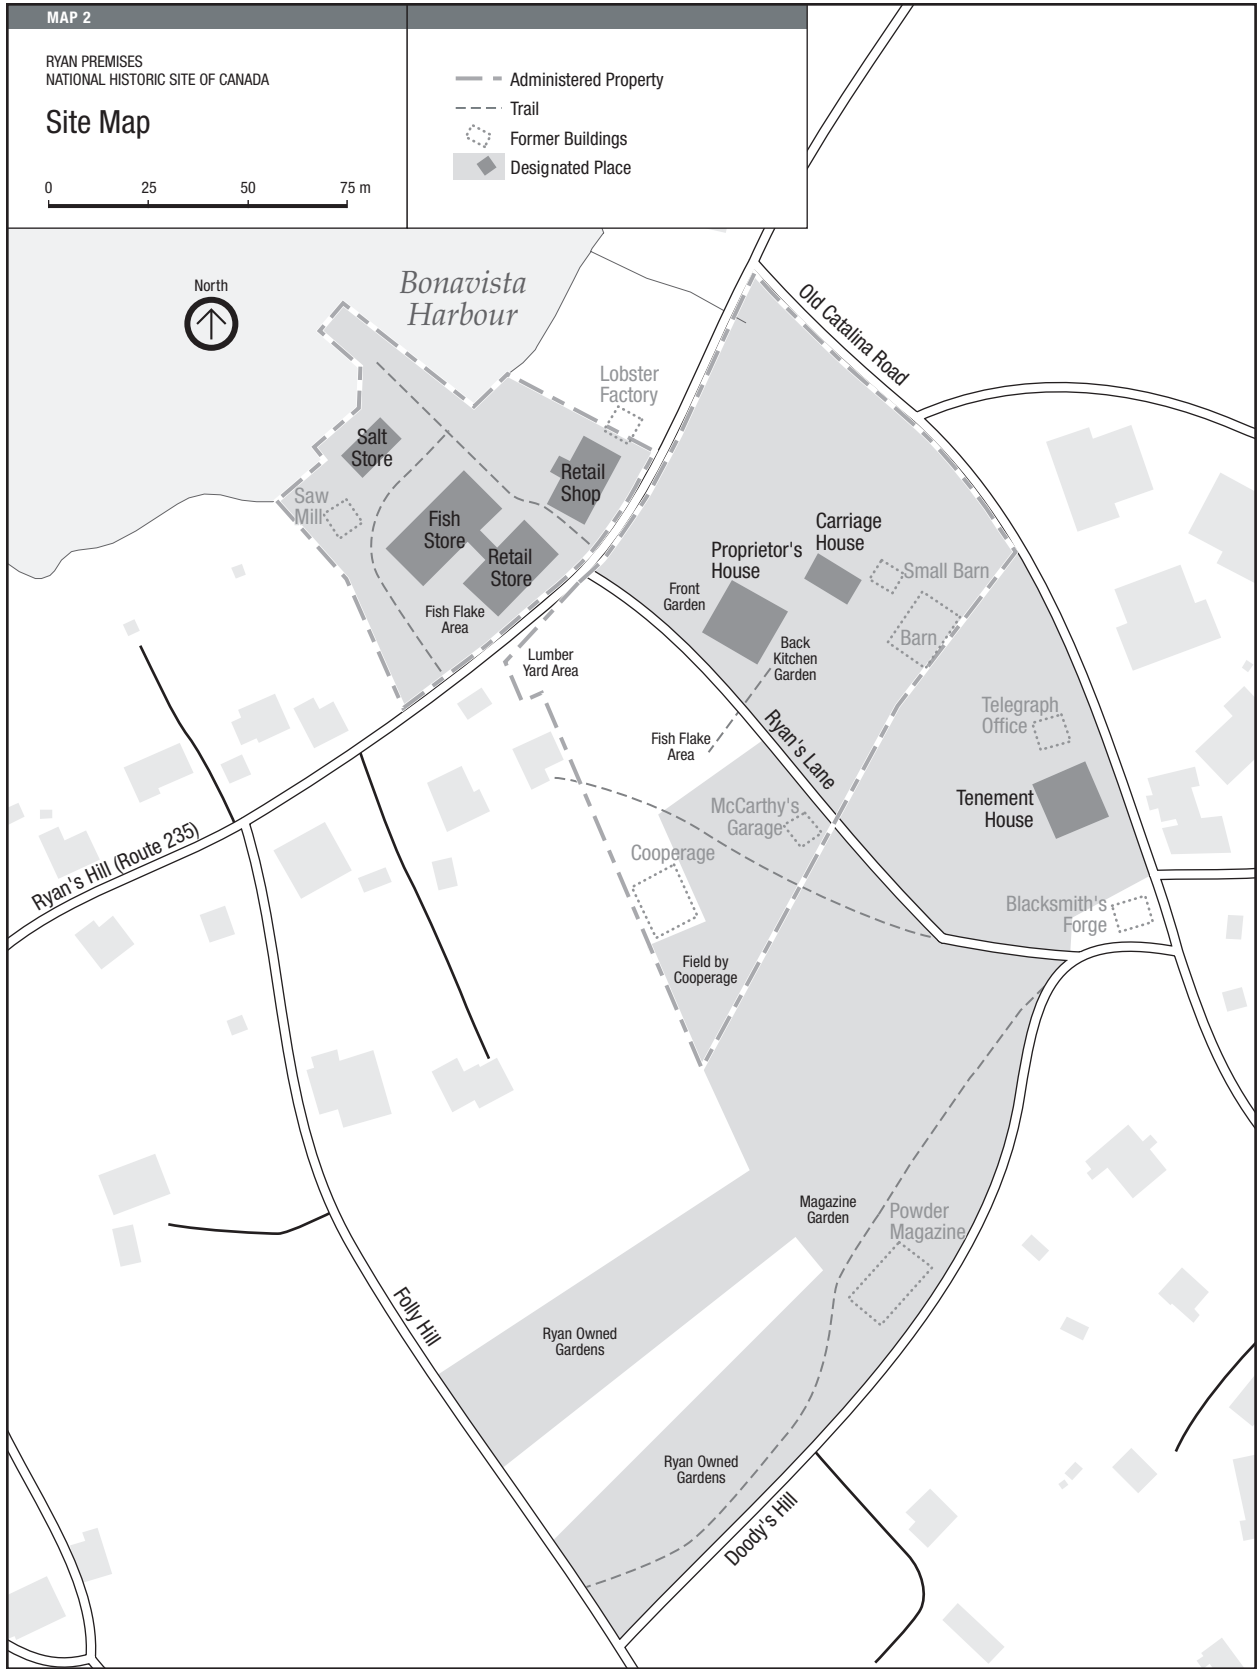 MAP 2
RYAN PREMISES
NATIONAL HISTORIC SITE OF CANADA
Site Map
0 25 50 75 m
Administered Property
Trail
Former Buildings
Designated Place
North
Bonavista
Harbour
Old Catalina Road
Lobster
Factory
Salt
Store
Retail
Shop
Saw
Mill
Fish
Store
Retail
Store
Fish Flake
Area
Carriage
House
Proprietor's
House
Small Barn
Front
Garden
Barn
Back
Kitchen
Garden
Lumber
Yard Area
Telegraph
Office
Fish Flake
Area
Ryan's Lane
Tenement
House
McCarthy's
Garage
Cooperage
Ryan's Hill (Route 235)
Blacksmith's
Forge
Field by
Cooperage
Magazine
Garden
Powder
Magazine
Folly Hill
Ryan Owned
Gardens
Ryan Owned
Gardens
Doody's Hill